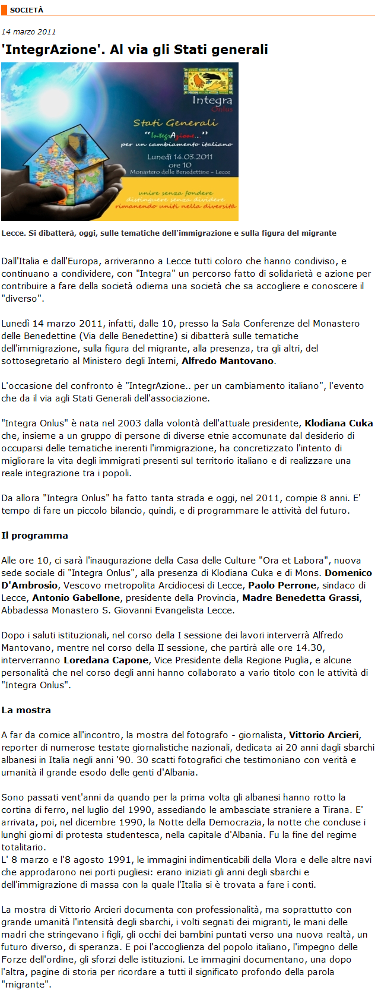 SOCIETÀ
14 marzo 2011
'IntegrAzione'. Al via gli Stati generali
Integra
Onlus
Stati Generali
"IntegrAzione..."
per un cambiamento italiano
Lunedì 14.03.2011
ore 10
Monastero delle Benedettine - Lecce
unire senza fondere
distinguere senza dividere
rimanendo uniti nella diversità
Lecce. Si dibatterà, oggi, sulle tematiche dell'immigrazione e sulla figura del migrante
Dall'Italia e dall'Europa, arriveranno a Lecce tutti coloro che hanno condiviso, e
continuano a condividere, con "Integra" un percorso fatto di solidarietà e azione per
contribuire a fare della società odierna una società che sa accogliere e conoscere il
"diverso".
Lunedì 14 marzo 2011, infatti, dalle 10, presso la Sala Conferenze del Monastero
delle Benedettine (Via delle Benedettine) si dibatterà sulle tematiche
dell'immigrazione, sulla figura del migrante, alla presenza, tra gli altri, del
sottosegretario al Ministero degli Interni, Alfredo Mantovano.
L'occasione del confronto è "IntegrAzione.. per un cambiamento italiano", l'evento
che da il via agli Stati Generali dell'associazione.
"Integra Onlus" è nata nel 2003 dalla volontà dell'attuale presidente, Klodiana Cuka
che, insieme a un gruppo di persone di diverse etnie accomunate dal desiderio di
occuparsi delle tematiche inerenti l'immigrazione, ha concretizzato l'intento di
migliorare la vita degli immigrati presenti sul territorio italiano e di realizzare una
reale integrazione tra i popoli.
Da allora "Integra Onlus" ha fatto tanta strada e oggi, nel 2011, compie 8 anni. E'
tempo di fare un piccolo bilancio, quindi, e di programmare le attività del futuro.
Il programma
Alle ore 10, ci sarà l'inaugurazione della Casa delle Culture "Ora et Labora", nuova
sede sociale di "Integra Onlus", alla presenza di Klodiana Cuka e di Mons. Domenico
D'Ambrosio, Vescovo metropolita Arcidiocesi di Lecce, Paolo Perrone, sindaco di
Lecce, Antonio Gabellone, presidente della Provincia, Madre Benedetta Grassi,
Abbadessa Monastero S. Giovanni Evangelista Lecce.
Dopo i saluti istituzionali, nel corso della I sessione dei lavori interverrà Alfredo
Mantovano, mentre nel corso della II sessione, che partirà alle ore 14.30,
interverranno Loredana Capone, Vice Presidente della Regione Puglia, e alcune
personalità che nel corso degli anni hanno collaborato a vario titolo con le attività di
"Integra Onlus".
La mostra
A far da cornice all'incontro, la mostra del fotografo - giornalista, Vittorio Arcieri,
reporter di numerose testate giornalistiche nazionali, dedicata ai 20 anni dagli sbarchi
albanesi in Italia negli anni '90. 30 scatti fotografici che testimoniano con verità e
umanità il grande esodo delle genti d'Albania.
Sono passati vent'anni da quando per la prima volta gli albanesi hanno rotto la
cortina di ferro, nel luglio del 1990, assediando le ambasciate straniere a Tirana. E'
arrivata, poi, nel dicembre 1990, la Notte della Democrazia, la notte che concluse i
lunghi giorni di protesta studentesca, nella capitale d'Albania. Fu la fine del regime
totalitario.
L' 8 marzo e l'8 agosto 1991, le immagini indimenticabili della Vlora e delle altre navi
che approdarono nei porti pugliesi: erano iniziati gli anni degli sbarchi e
dell'immigrazione di massa con la quale l'Italia si è trovata a fare i conti.
La mostra di Vittorio Arcieri documenta con professionalità, ma soprattutto con
grande umanità l'intensità degli sbarchi, i volti segnati dei migranti, le mani delle
madri che stringevano i figli, gli occhi dei bambini puntati verso una nuova realtà, un
futuro diverso, di speranza. E poi l'accoglienza del popolo italiano, l'impegno delle
Forze dell'ordine, gli sforzi delle istituzioni. Le immagini documentano, una dopo
l'altra, pagine di storia per ricordare a tutti il significato profondo della parola
"migrante".